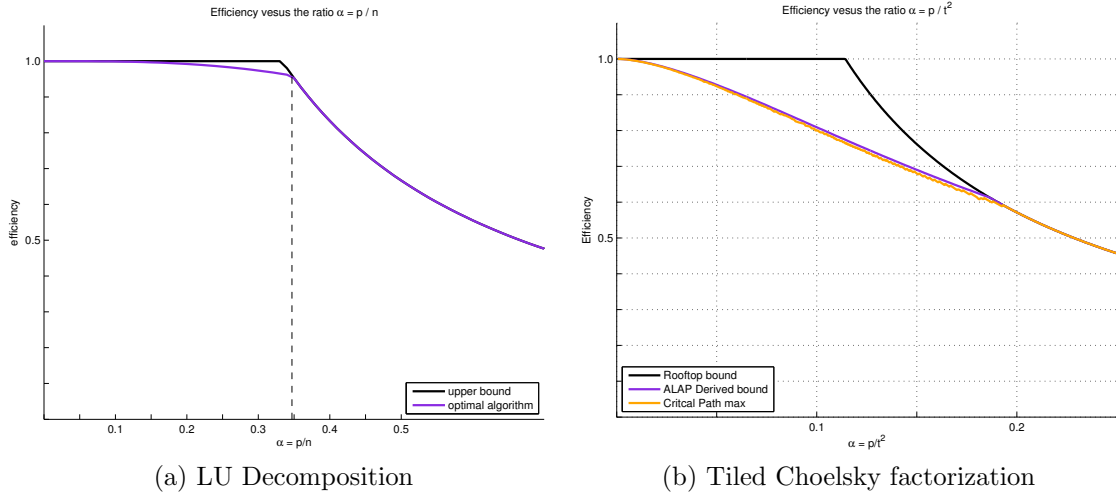 Efficiency vesus the ratio α = p / n
1.0
0.5
efficiency
0.1
0.2
0.3
0.4
0.5
α = p/n
upper bound
optimal algorithm
(a) LU Decomposition
Efficiency versus the ratio α = p / t²
1.0
0.5
Efficiency
0.1
0.2
α = p/t²
Rooftop bound
ALAP Derived bound
Critcal Path max
(b) Tiled Choelsky factorization